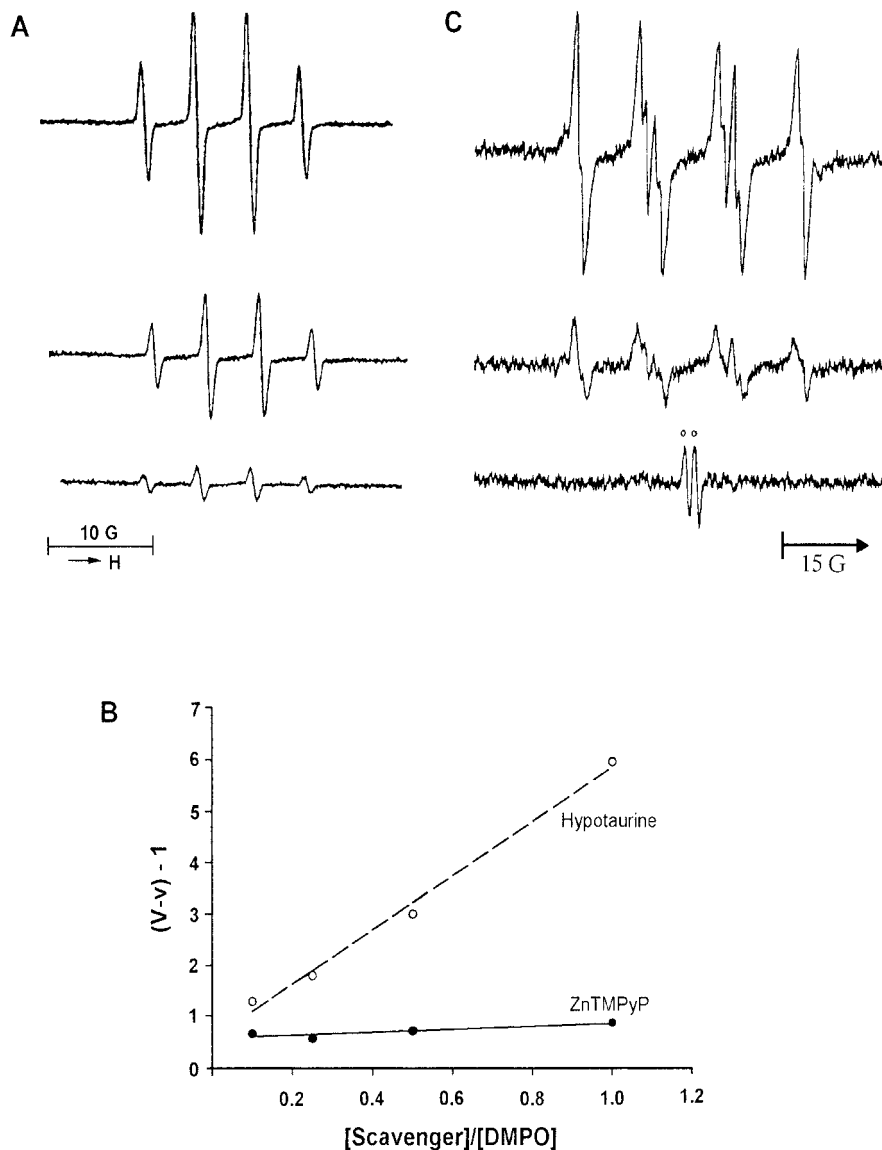 A
C
10 G
→ H
o o
15 G
B
(V-v) - 1
7
6
5
4
3
2
1
0
Hypotaurine
ZnTMPyP
0.2 0.4 0.6 0.8 1.0 1.2
[Scavenger]/[DMPO]